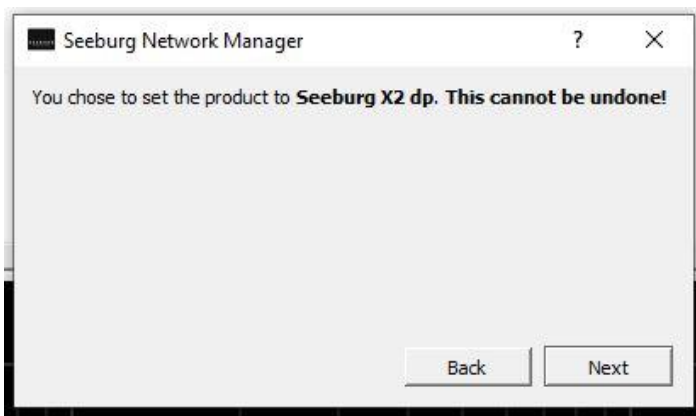 Seeburg Network Manager ?
You chose to set the product to Seeburg X2 dp. This cannot be undone!
Back Next